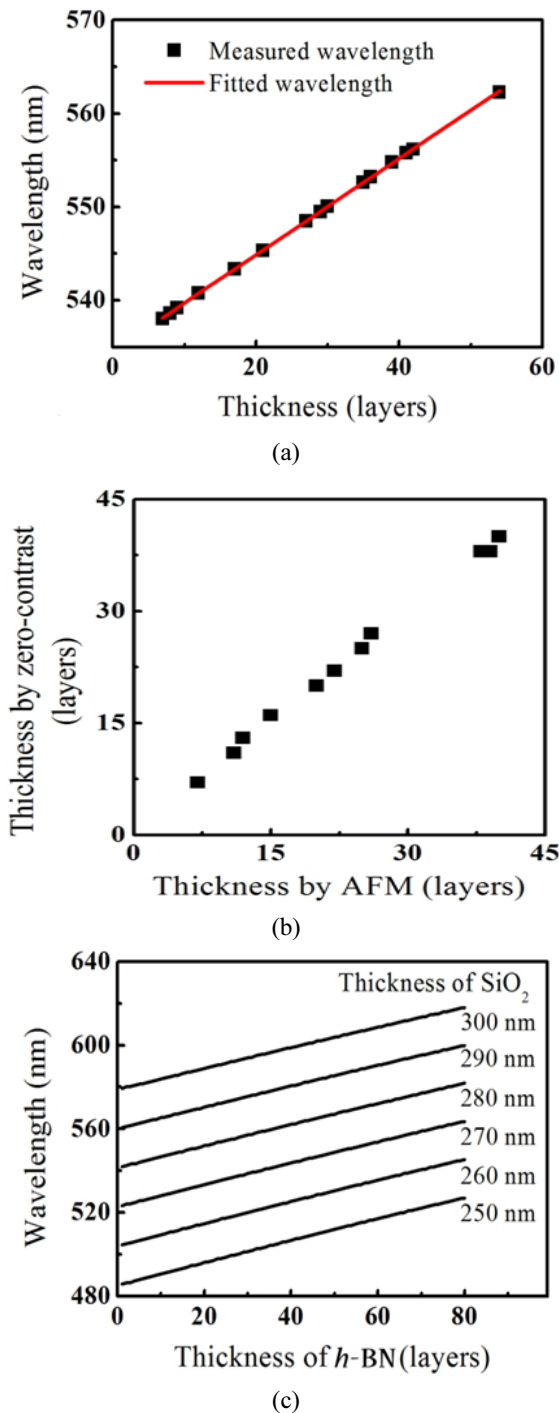 570
560
550
540
Wavelength (nm)
Measured wavelength
Fitted wavelength
0 20 40 60
Thickness (layers)
(a)
45
30
15
0
Thickness by zero-contrast
(layers)
0 15 30 45
Thickness by AFM (layers)
(b)
640
600
560
520
480
Wavelength (nm)
Thickness of SiO₂
300 nm
290 nm
280 nm
270 nm
260 nm
250 nm
0 20 40 60 80
Thickness of h-BN(layers)
(c)